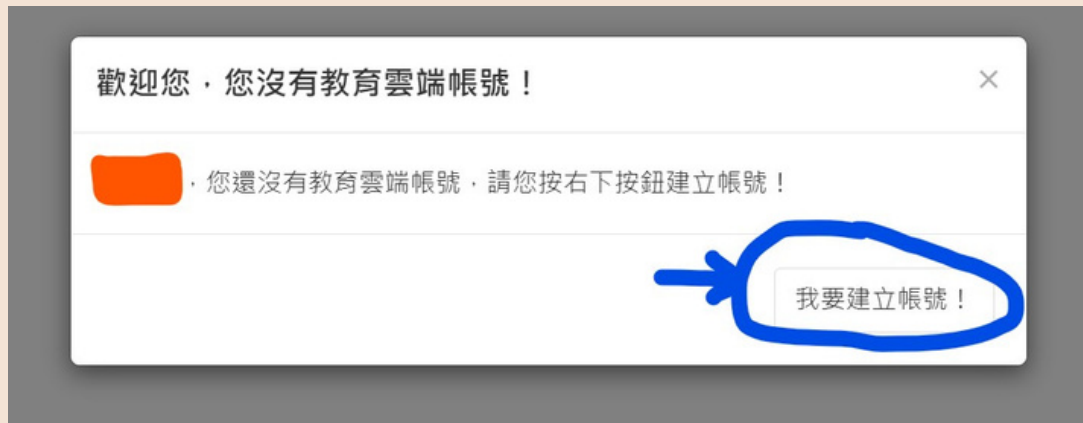 歡迎您，您沒有教育雲端帳號！
×
，您還沒有教育雲端帳號，請您按右下按鈕建立帳號！
我要建立帳號！